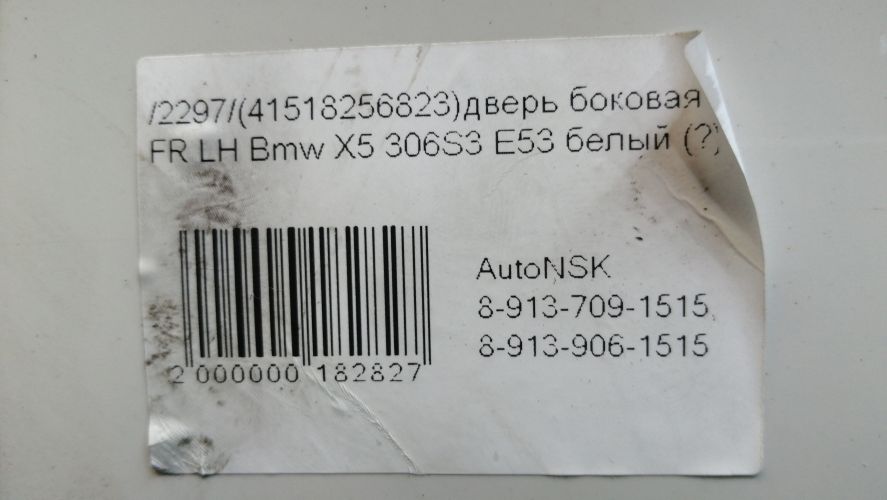 /2297/(41518256823)дверь боковая
FR LH Bmw X5 306S3 E53 белый (?)
AutoNSK
8-913-709-1515,
8-913-906-1515
2 000000 182827